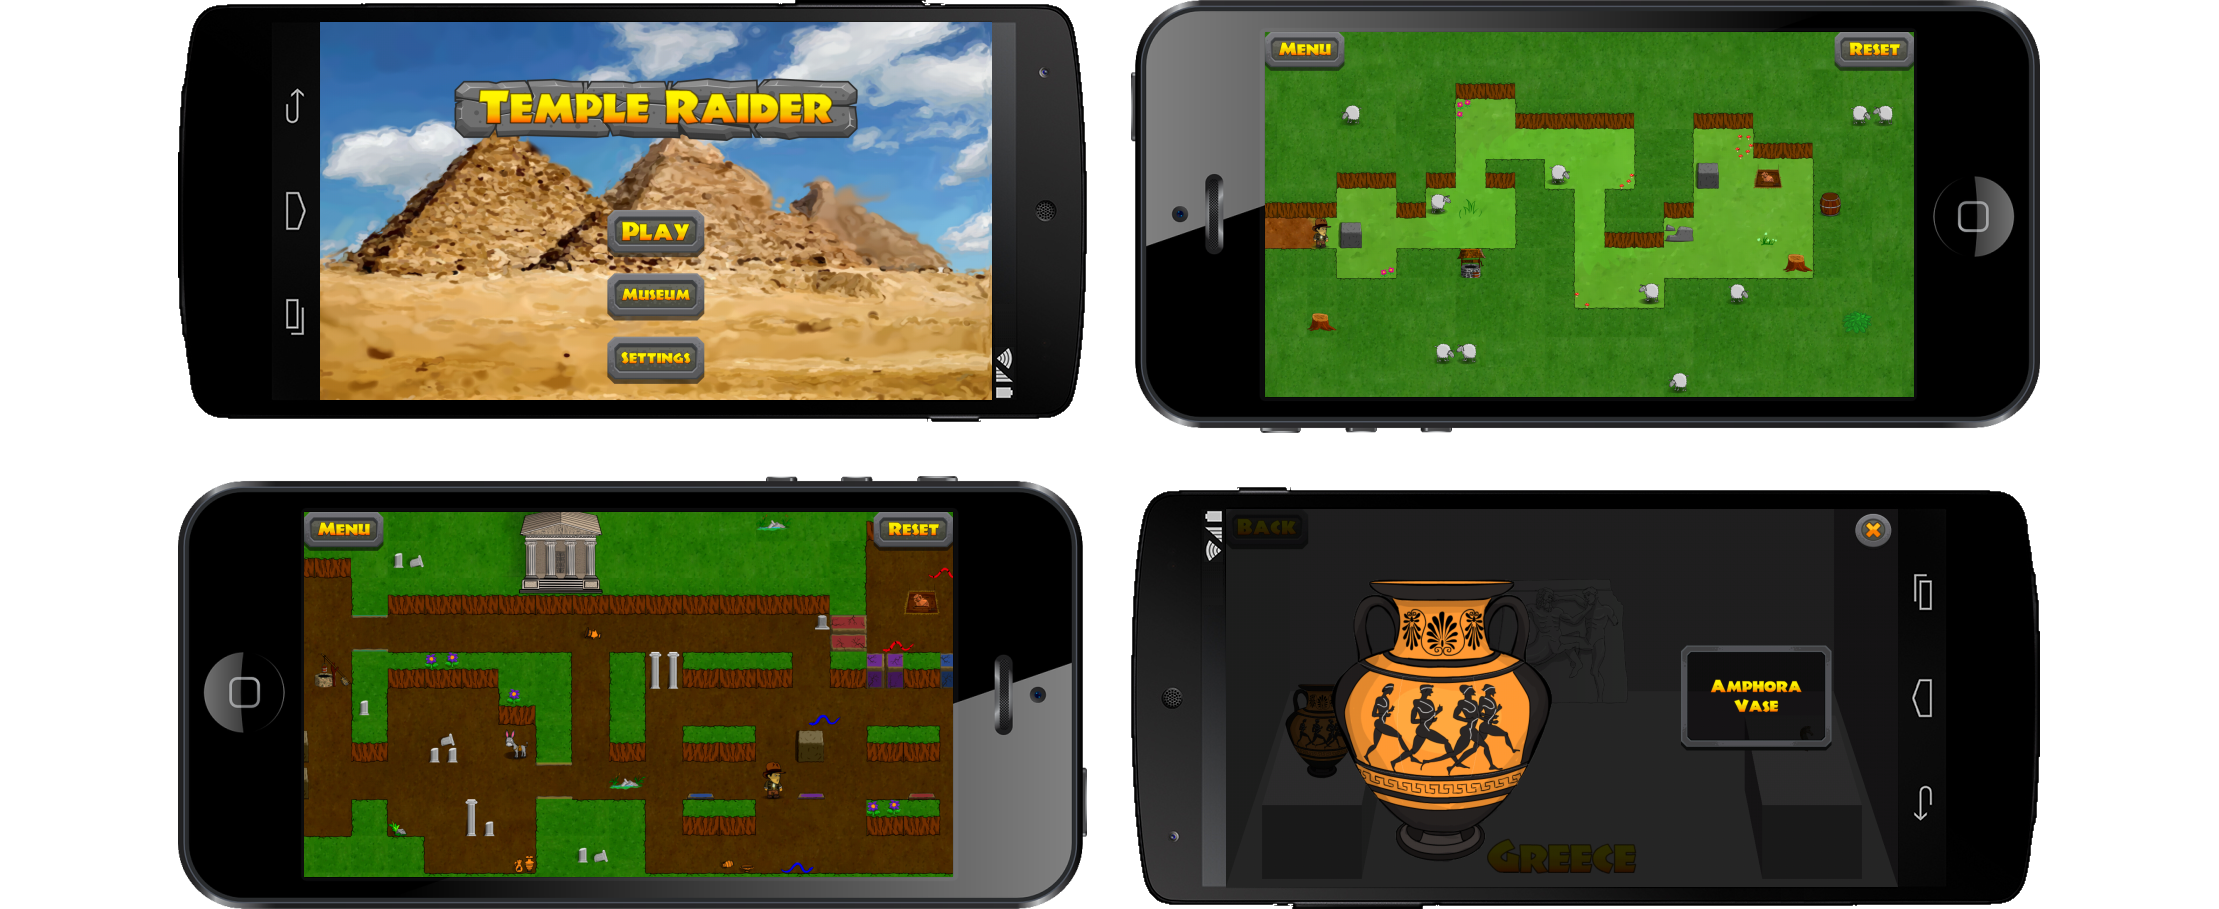 TEMPLE RAIDER
PLAY
MUSEUM
SETTINGS
MENU
RESET
MENU
RESET
BACK
AMPHORA
VASE
GREECE